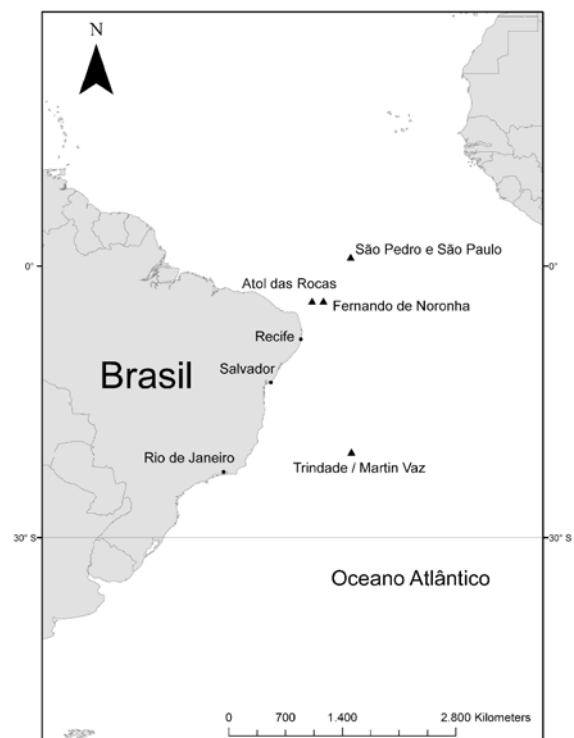 N
São Pedro e São Paulo
0°
0°
Atol das Rocas
Fernando de Noronha
Recife
Brasil
Salvador
Rio de Janeiro
Trindade / Martin Vaz
30° S
30° S
Oceano Atlântico
0 700 1.400 2.800 Kilometers